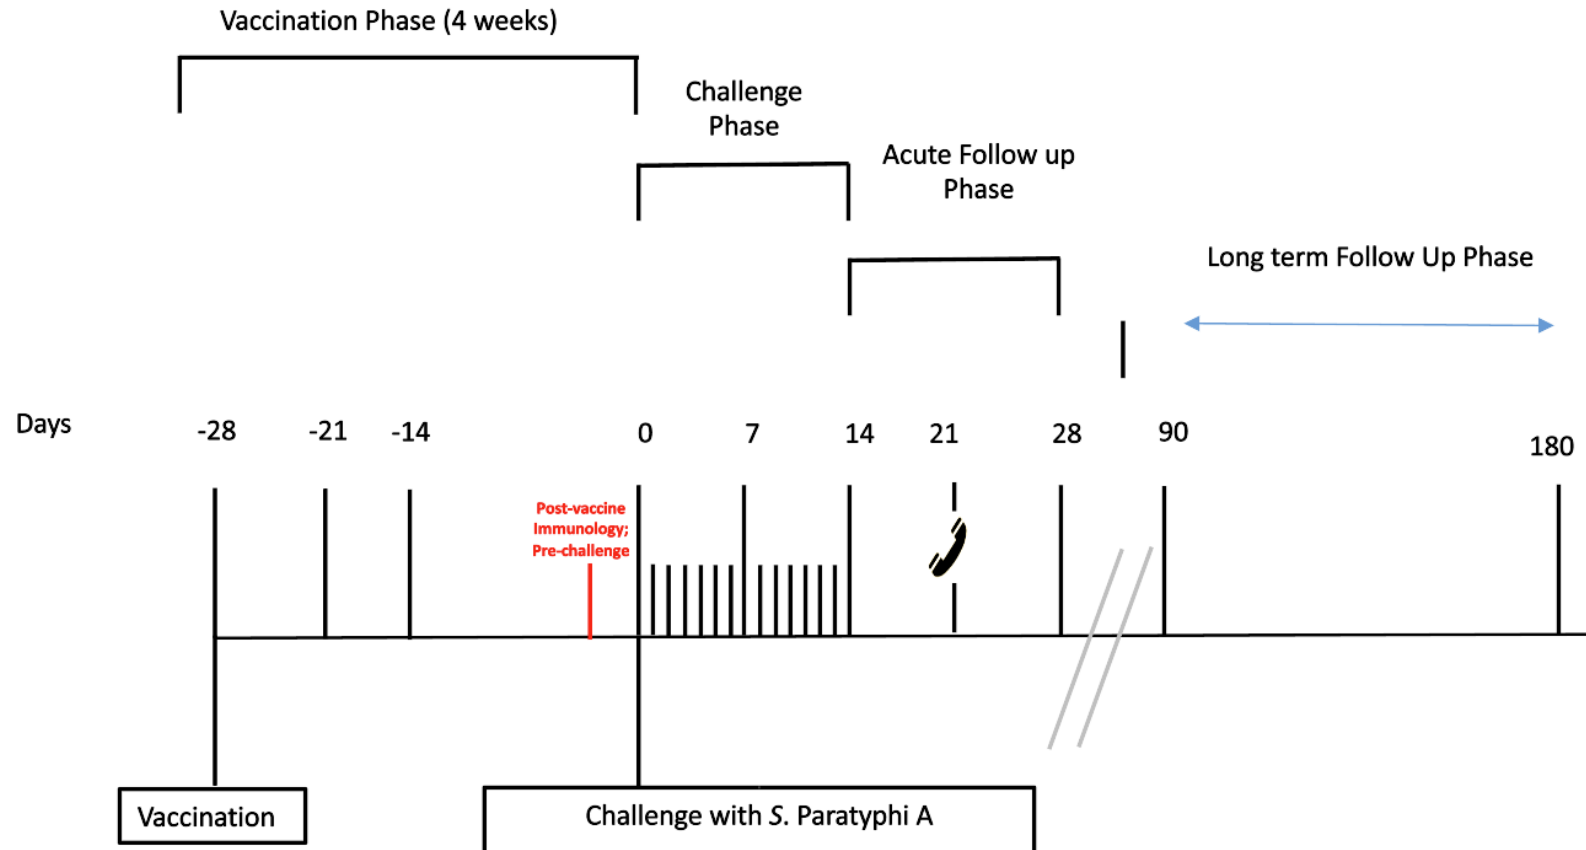 Vaccination Phase (4 weeks)
Challenge
Phase
Acute Follow up
Phase
Long term Follow Up Phase
Days
-28
-21
-14
0
7
14
21
28
90
180
Post-vaccine
Immunology;
Pre-challenge
Vaccination
Challenge with S. Paratyphi A